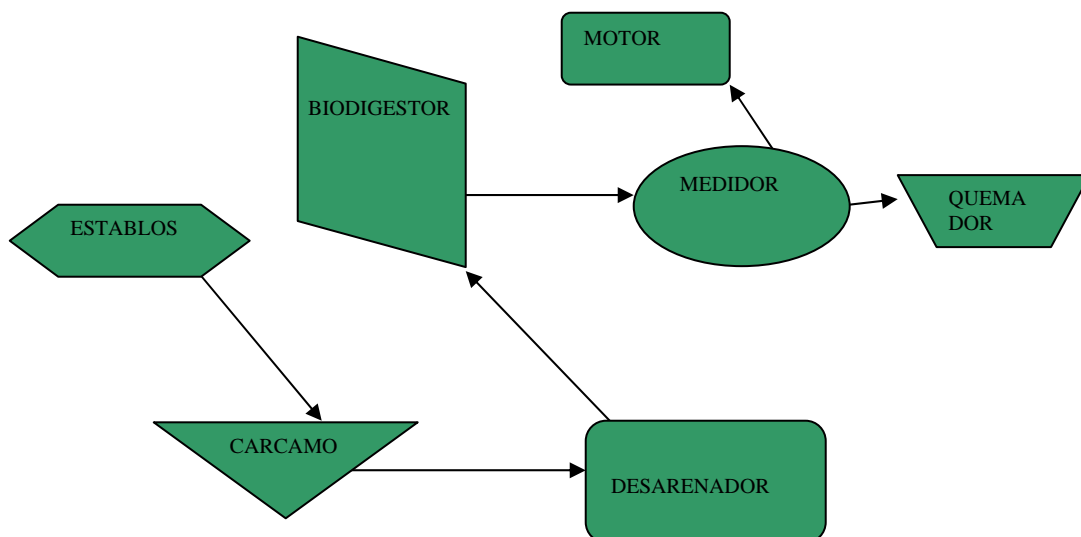 MOTOR
BIODIGESTOR
MEDIDOR
QUEMA
DOR
ESTABLOS
CARCAMO
DESARENADOR